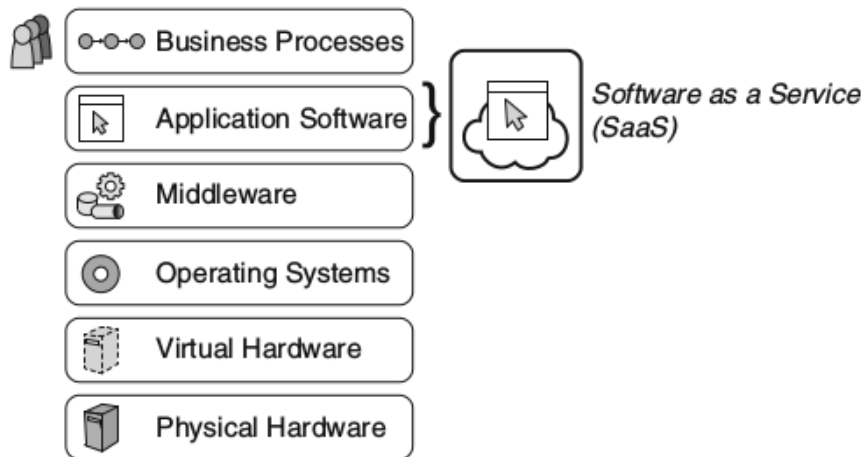 Business Processes
Application Software
Software as a Service
(SaaS)
Middleware
Operating Systems
Virtual Hardware
Physical Hardware